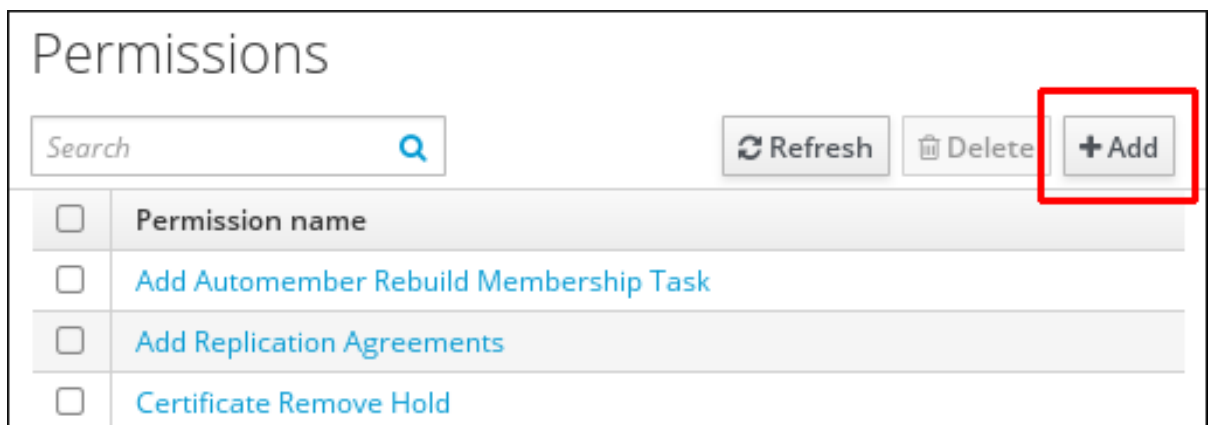 Permissions
Search Refresh Delete +Add
Permission name
Add Automember Rebuild Membership Task
Add Replication Agreements
Certificate Remove Hold